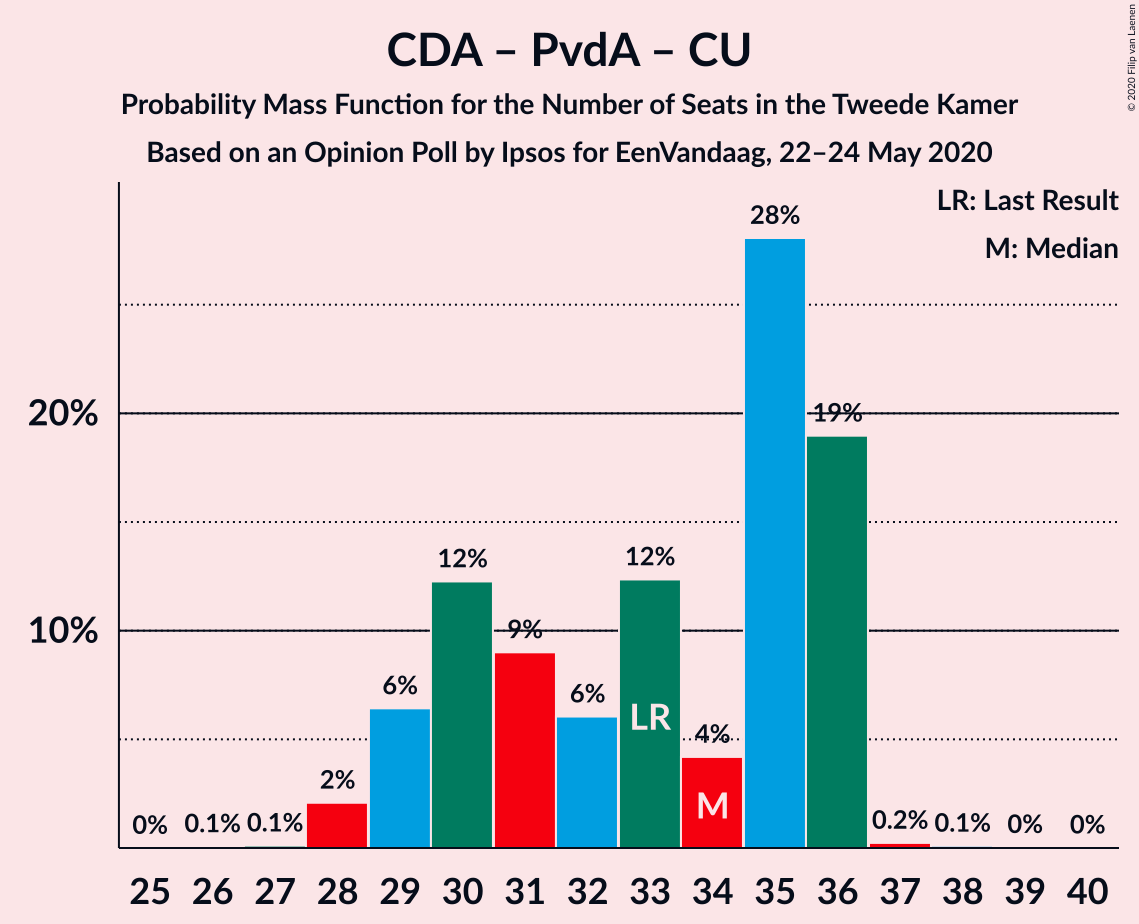 CDA – PvdA – CU
Probability Mass Function for the Number of Seats in the Tweede Kamer
Based on an Opinion Poll by Ipsos for EenVandaag, 22–24 May 2020
© 2020 Filip van Laenen
LR: Last Result
M: Median
28%
20%
19%
12%
12%
10%
9%
6%
6%
LR
4%
2%
M
0%
0.1%
0.1%
0.2%
0.1%
0%
0%
25 26 27 28 29 30 31 32 33 34 35 36 37 38 39 40